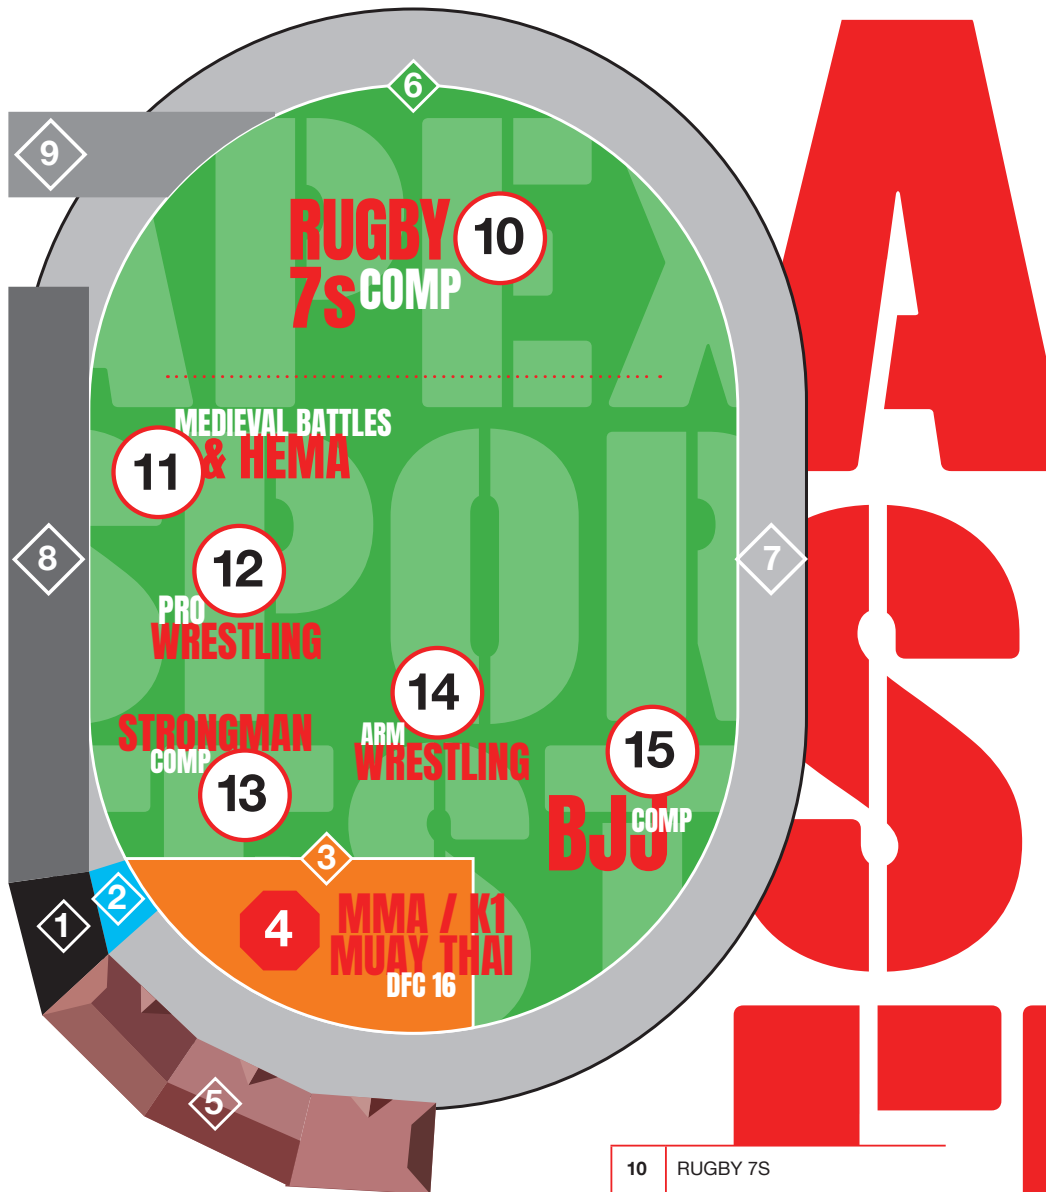 6
9
RUGBY
10
7s COMP
MEDIEVAL BATTLES
& HEMA
11
8
7
12
PRO
WRESTLING
14
ARM
WRESTLING
STRONGMAN
COMP
13
15
BJJ COMP
3
2
1
4
MMA / K1
MUAY THAI
DFC 16
5
10 RUGBY 7S
APEX
SPOR
A
S